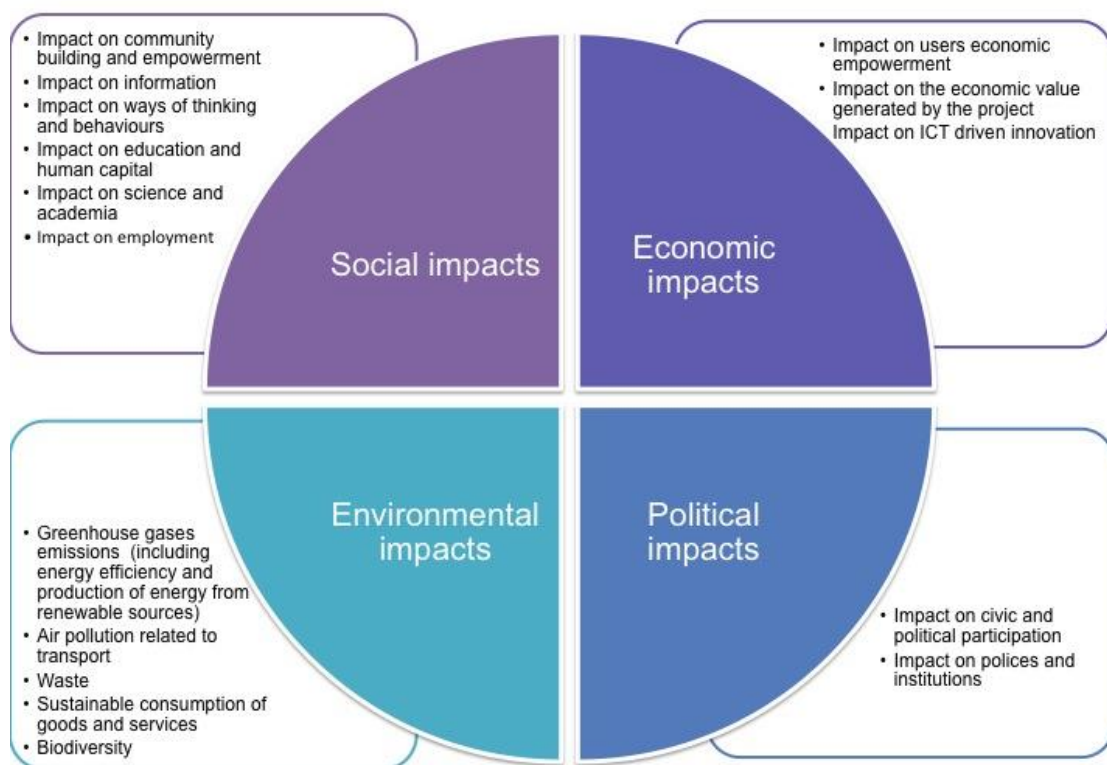 • Impact on community
building and empowerment
• Impact on information
• Impact on ways of thinking
and behaviours
• Impact on education and
human capital
• Impact on science and
academia
• Impact on employment
Social impacts
• Impact on users economic
empowerment
• Impact on the economic value
generated by the project
Impact on ICT driven innovation
Economic
impacts
• Greenhouse gases
emissions (including
energy efficiency and
production of energy from
renewable sources)
• Air pollution related to
transport
• Waste
• Sustainable consumption of
goods and services
• Biodiversity
Environmental
impacts
Political
impacts
• Impact on civic and
political participation
• Impact on polices and
institutions